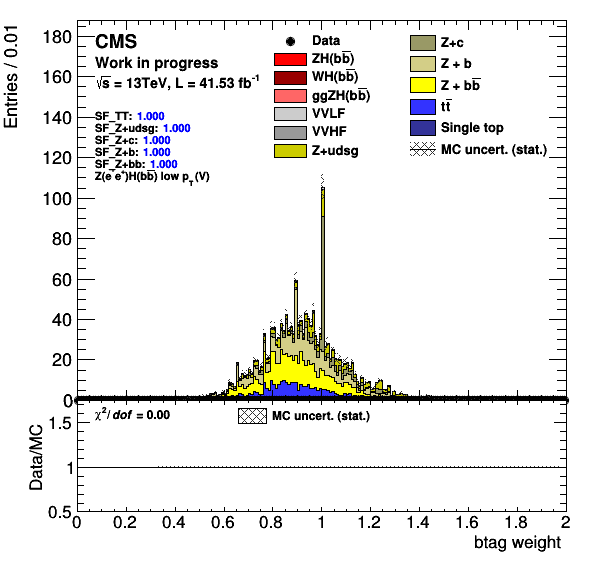 Entries / 0.01
180
160
140
120
100
80
60
40
20
0
CMS
Work in progress
√s = 13TeV, L = 41.53 fb⁻¹
SF_TT: 1.000
SF_Z+udsg: 1.000
SF_Z+c: 1.000
SF_Z+b: 1.000
SF_Z+bb: 1.000
Z(e⁻e⁺)H(bb̅) low p_T(V)
Data
ZH(bb̅)
WH(bb̅)
ggZH(bb̅)
VVLF
VVHF
Z+udsg
Z+c
Z + b
Z + bb̅
tt̅
Single top
MC uncert. (stat.)
Data/MC
1.5
1
0.5
χ²/dof = 0.00
MC uncert. (stat.)
0 0.2 0.4 0.6 0.8 1 1.2 1.4 1.6 1.8 2
btag weight